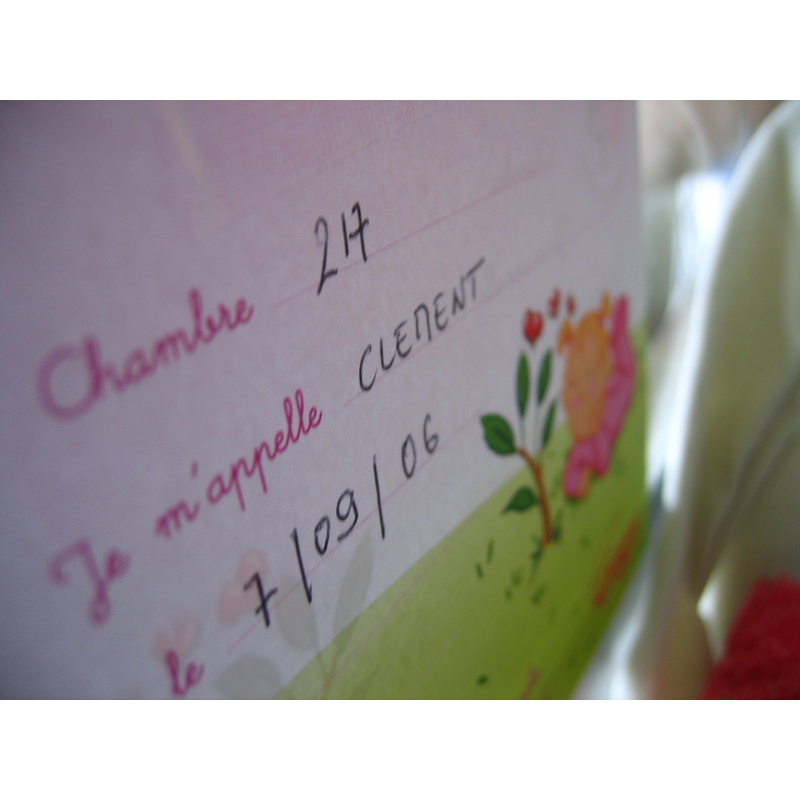 Chambre 217
Je m'appelle CLEMENT
le 7/09/06